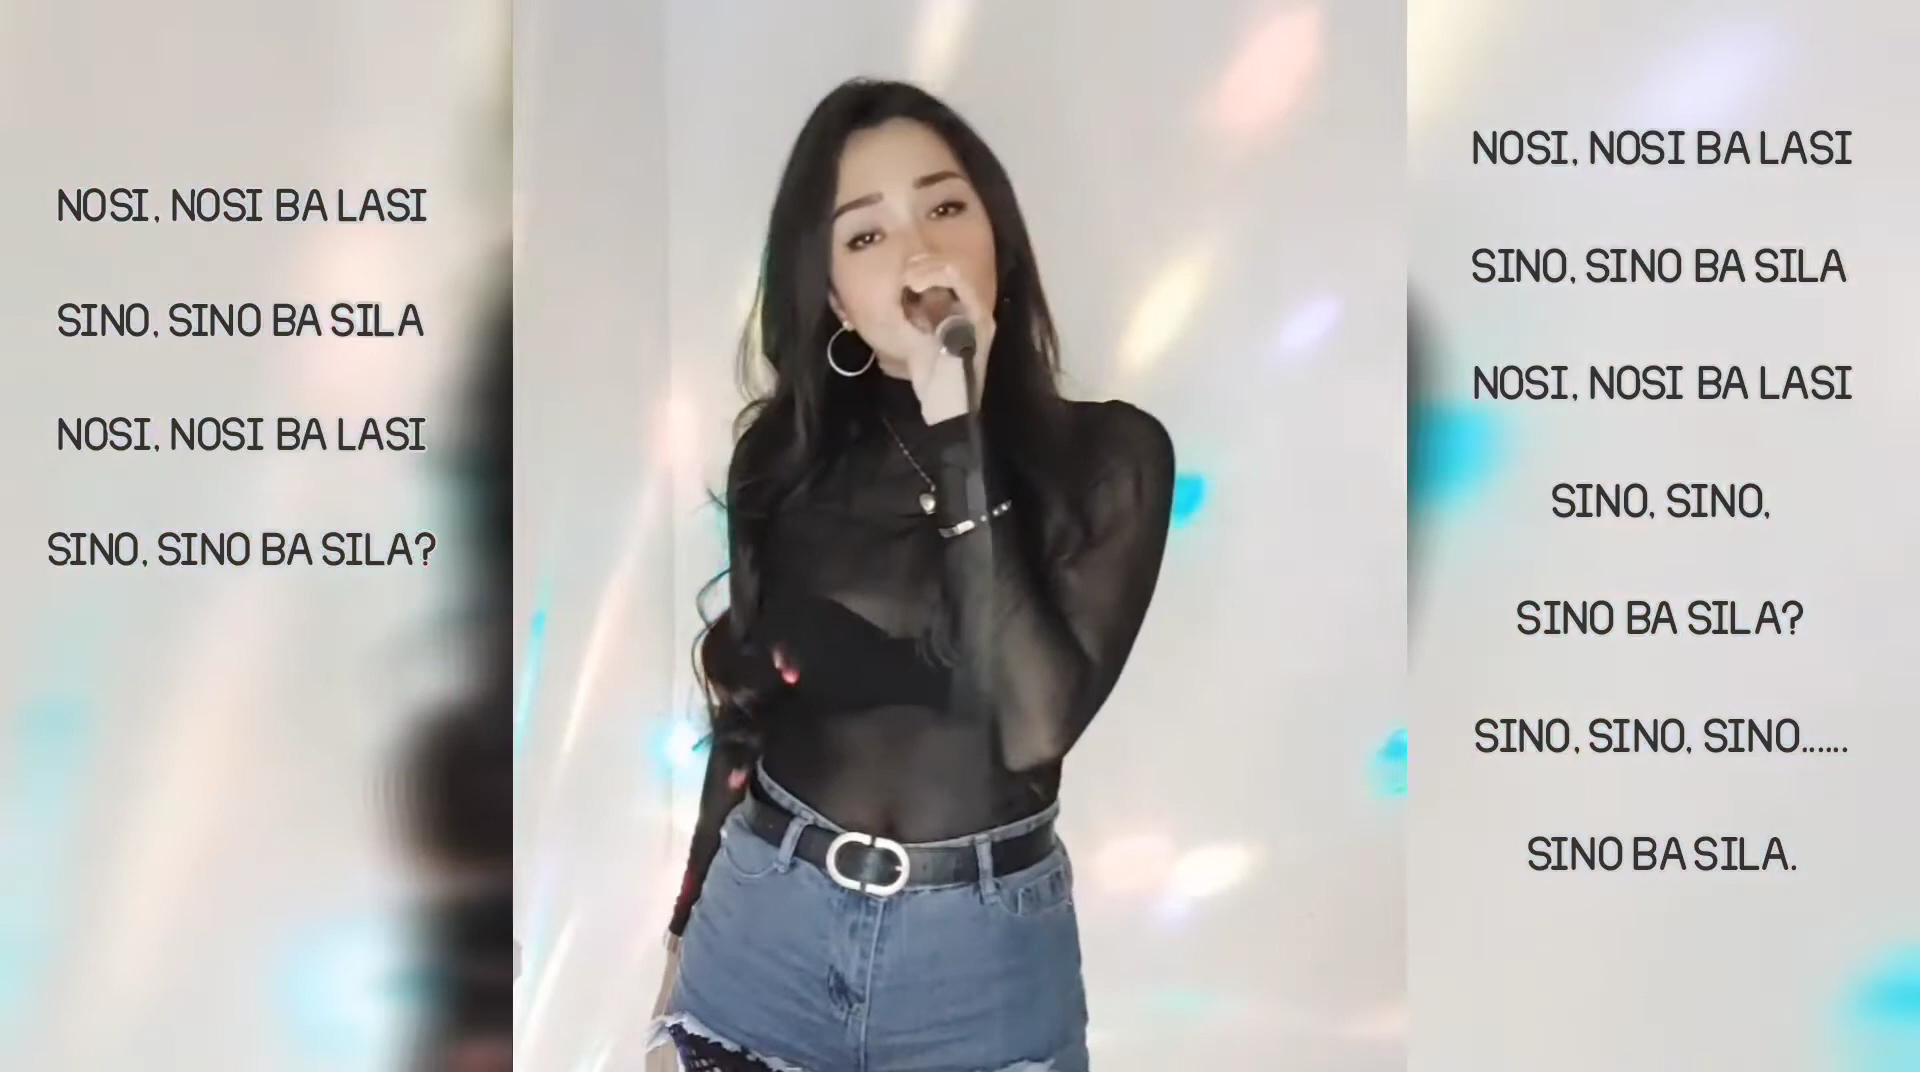 NOSI, NOSI BA LASI
SINO, SINO BA SILA
NOSI, NOSI BA LASI
SINO, SINO BA SILA?
NOSI, NOSI BA LASI
SINO, SINO BA SILA
NOSI, NOSI BA LASI
SINO, SINO,
SINO BA SILA?
SINO, SINO, SINO......
SINO BA SILA.